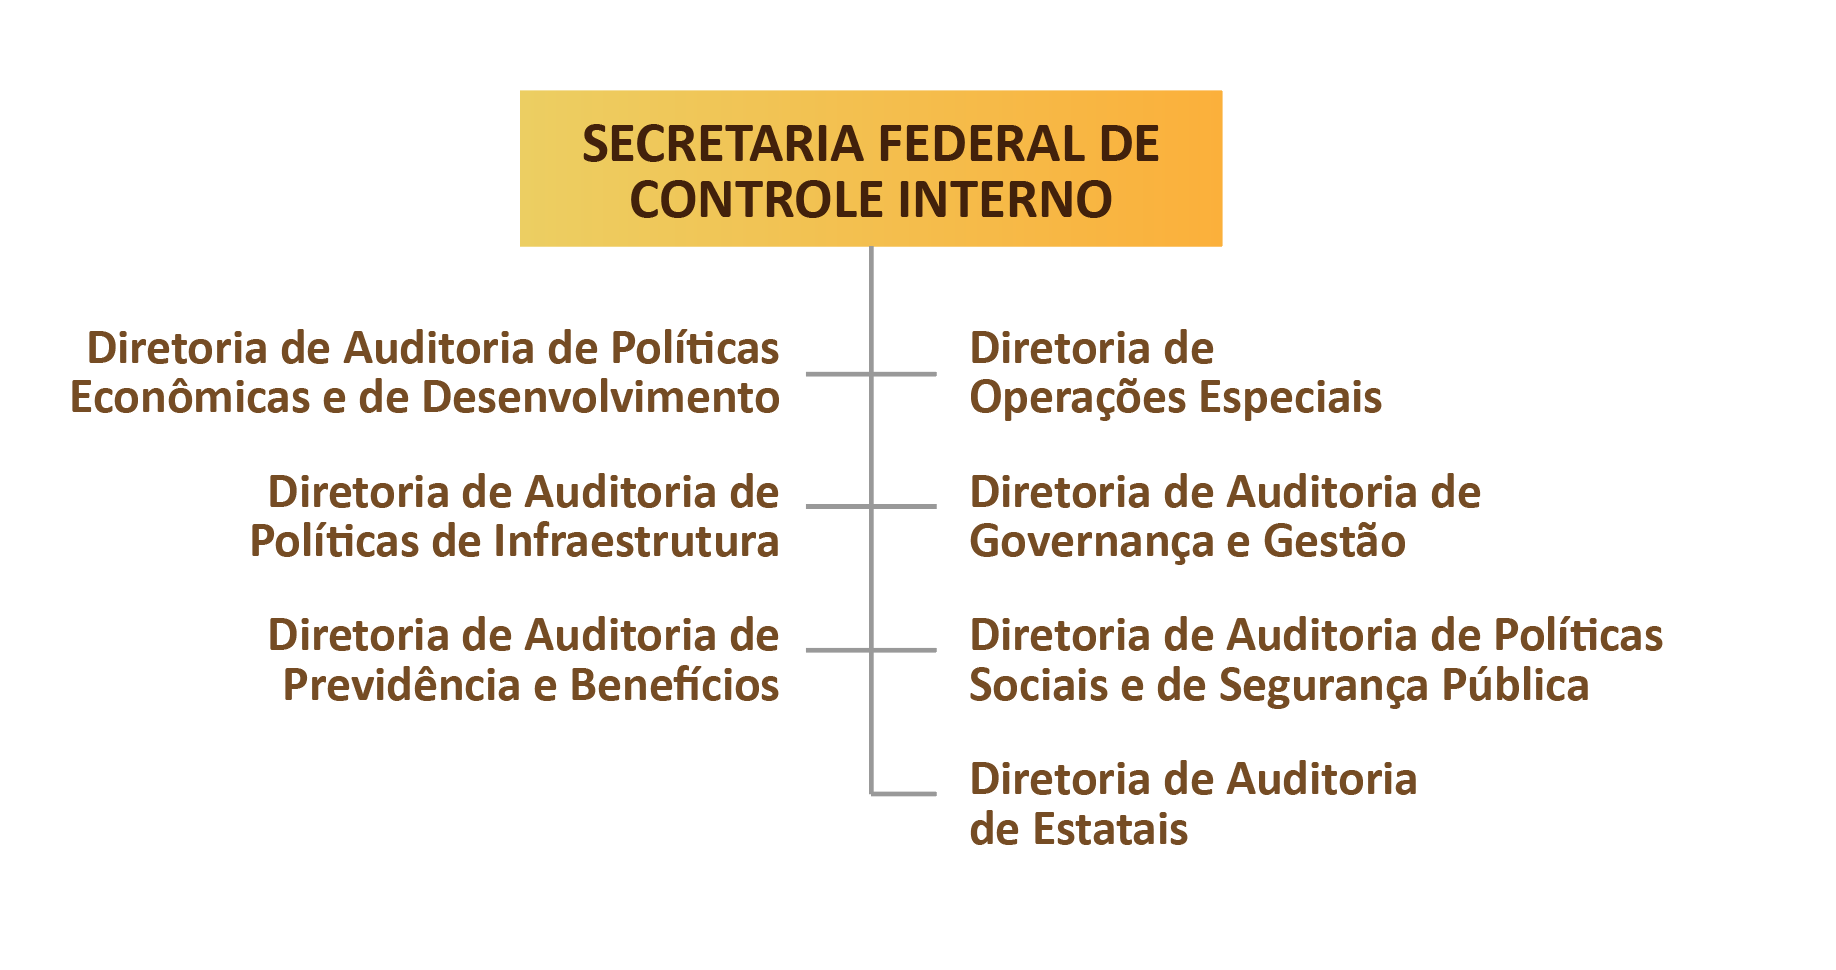 SECRETARIA FEDERAL DE
CONTROLE INTERNO
Diretoria de Auditoria de Políticas
Econômicas e de Desenvolvimento
Diretoria de
Operações Especiais
Diretoria de Auditoria de
Políticas de Infraestrutura
Diretoria de Auditoria de
Governança e Gestão
Diretoria de Auditoria de
Previdência e Benefícios
Diretoria de Auditoria de Políticas
Sociais e de Segurança Pública
Diretoria de Auditoria
de Estatais